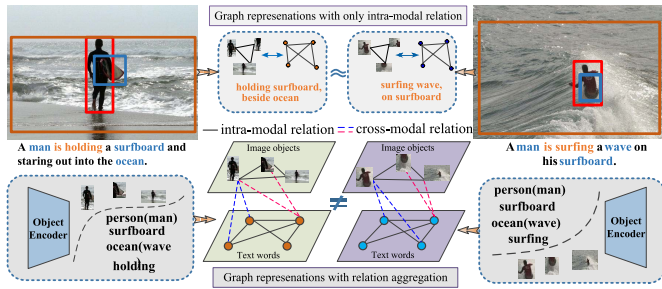 Graph represenations with only intra-modal relation
holding surfboard,
beside ocean
surfing wave,
on surfboard
intra-modal relation
cross-modal relation
A man is holding a surfboard and
staring out into the ocean.
A man is surfing a wave on
his surfboard.
Image objects
Image objects
Object
Encoder
person(man)
surfboard
ocean(wave)
holding
Text words
Text words
person(man)
surfboard
ocean(wave)
surfing
Object
Encoder
Graph represenations with relation aggregation